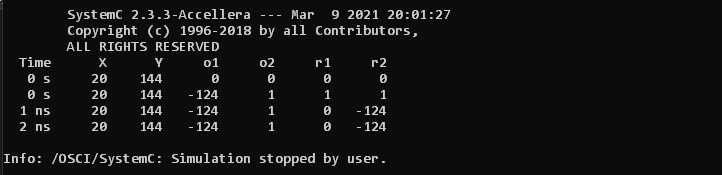 SystemC 2.3.3-Accellera --- Mar  9 2021 20:01:27
Copyright (c) 1996-2018 by all Contributors,
ALL RIGHTS RESERVED
Time X Y o1 o2 r1 r2
0 s 20 144 0 0 0 0
0 s 20 144 -124 1 1 1
1 ns 20 144 -124 1 0 -124
2 ns 20 144 -124 1 0 -124
Info: /OSCI/SystemC: Simulation stopped by user.